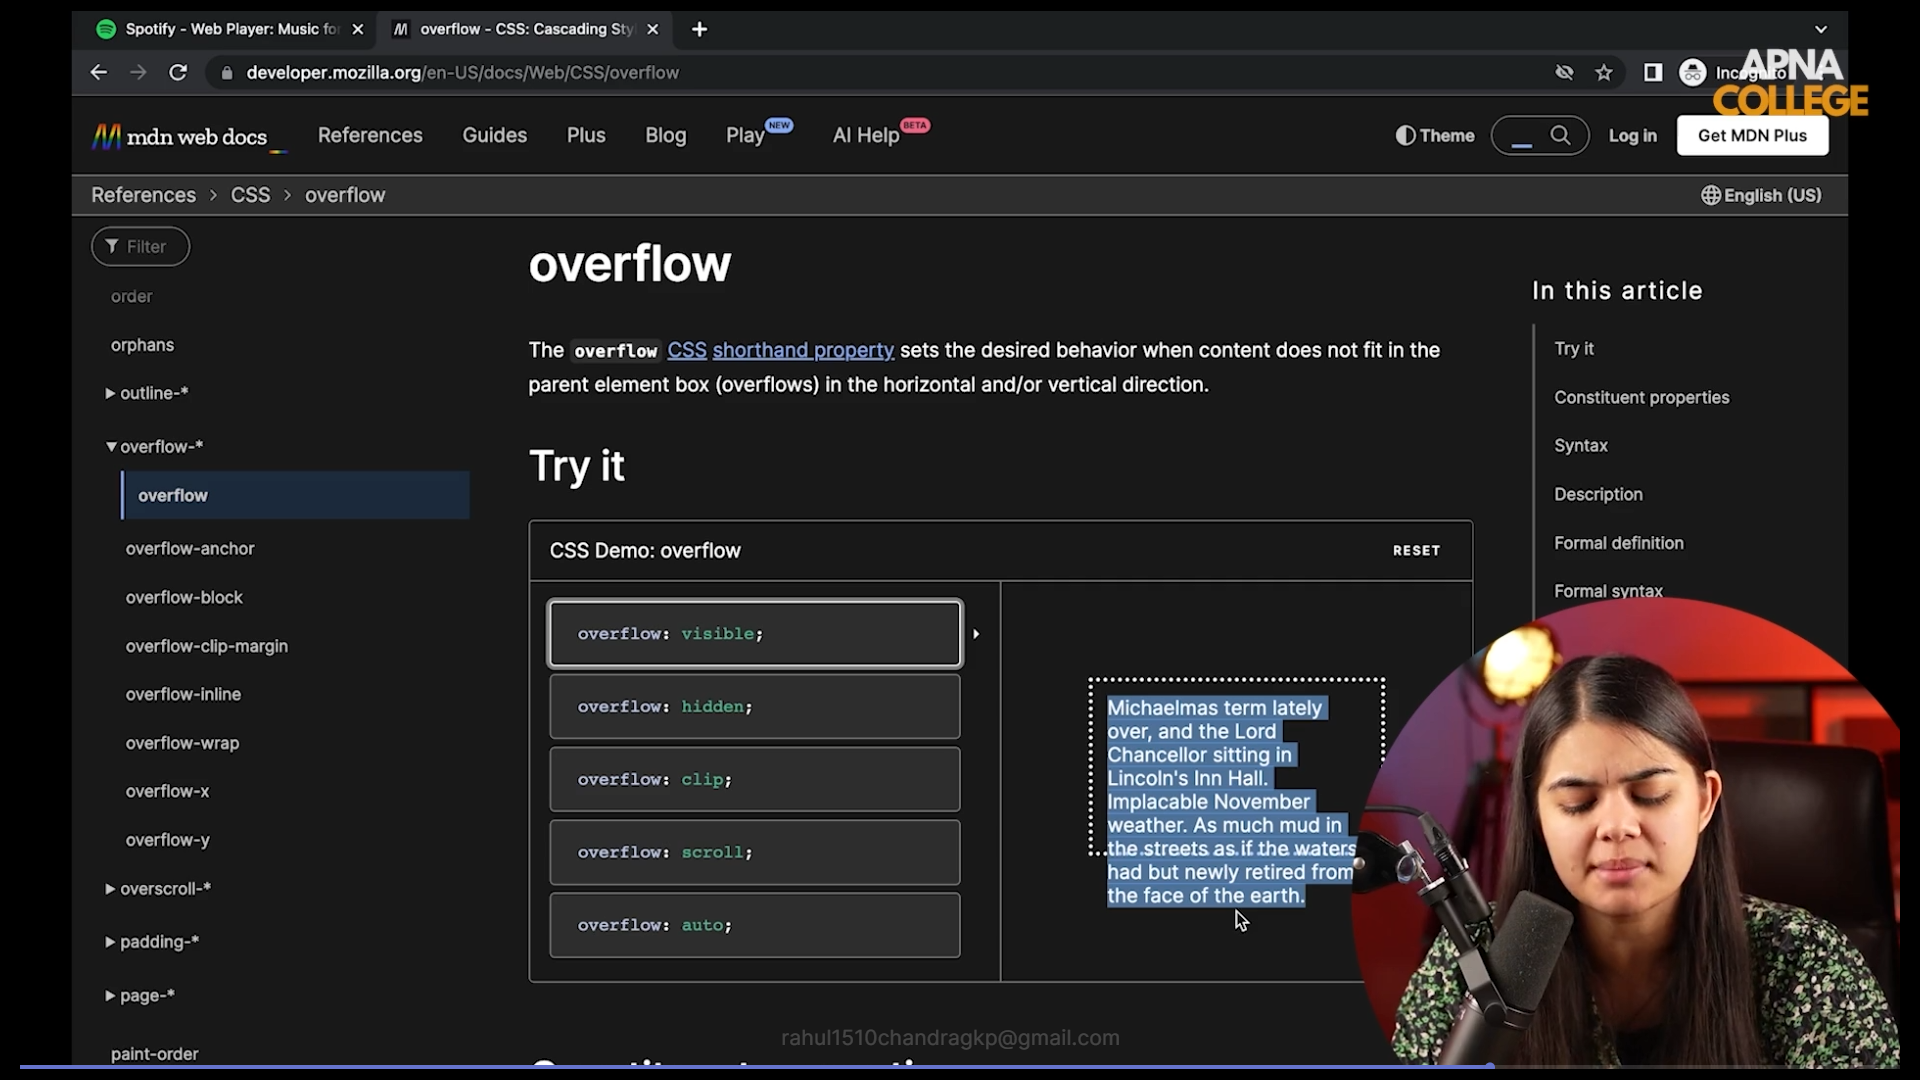 Spotify - Web Player: Music for
overflow - CSS: Cascading Sty
developer.mozilla.org/en-US/docs/Web/CSS/overflow
Incognito
APNA
COLLEGE
mdn web docs
References
Guides
Plus
Blog
Play NEW
AI Help BETA
Theme
Log in
Get MDN Plus
References > CSS > overflow
English (US)
Filter
order
orphans
outline-*
overflow-*
overflow
overflow-anchor
overflow-block
overflow-clip-margin
overflow-inline
overflow-wrap
overflow-x
overflow-y
overscroll-*
padding-*
page-*
paint-order
overflow
The overflow CSS shorthand property sets the desired behavior when content does not fit in the
parent element box (overflows) in the horizontal and/or vertical direction.
Try it
CSS Demo: overflow
RESET
overflow: visible;
overflow: hidden;
overflow: clip;
overflow: scroll;
overflow: auto;
Michaelmas term lately
over, and the Lord
Chancellor sitting in
Lincoln's Inn Hall.
Implacable November
weather. As much mud in
the streets as if the waters
had but newly retired from
the face of the earth.
In this article
Try it
Constituent properties
Syntax
Description
Formal definition
Formal syntax
rahul1510chandragkp@gmail.com